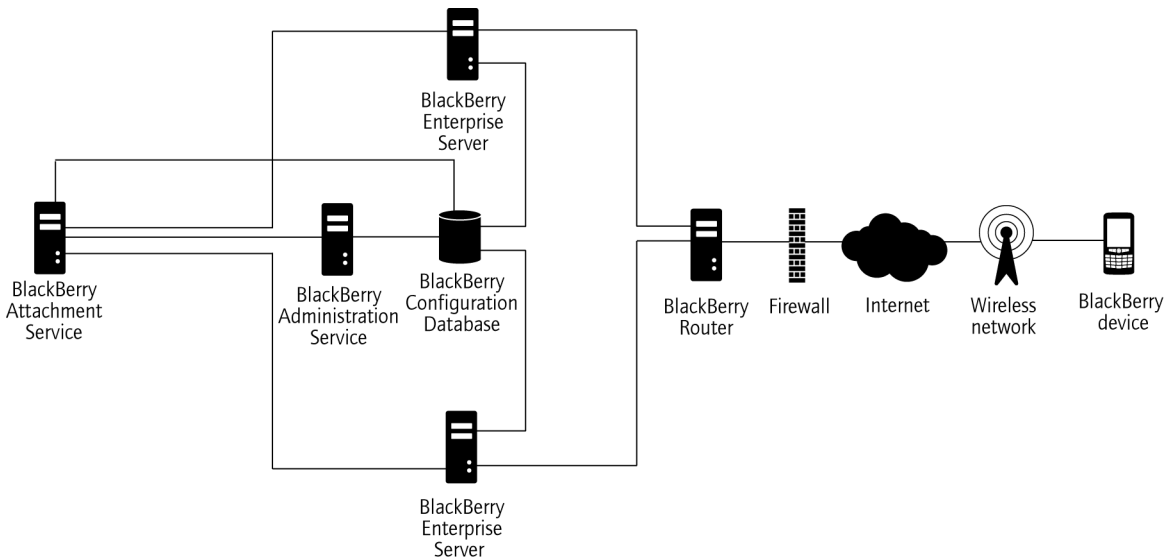 BlackBerry
Enterprise
Server
BlackBerry
Attachment
Service
BlackBerry
Administration
Service
BlackBerry
Configuration
Database
BlackBerry
Router
Firewall
Internet
Wireless
network
BlackBerry
device
BlackBerry
Enterprise
Server